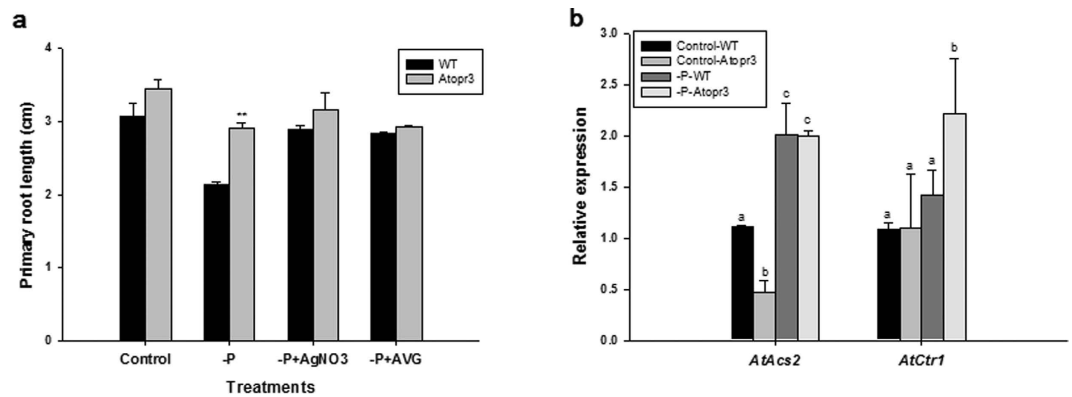 a
4
3
2
1
0
Primary root length (cm)
WT
Atopr3
**
Control
-P
-P+AgNO3
-P+AVG
Treatments
b
3.0
2.5
2.0
1.5
1.0
0.5
0.0
Relative expression
Control-WT
Control-Atopr3
-P-WT
-P-Atopr3
a
b
c
c
a
a
a
b
AtAcs2
AtCtr1